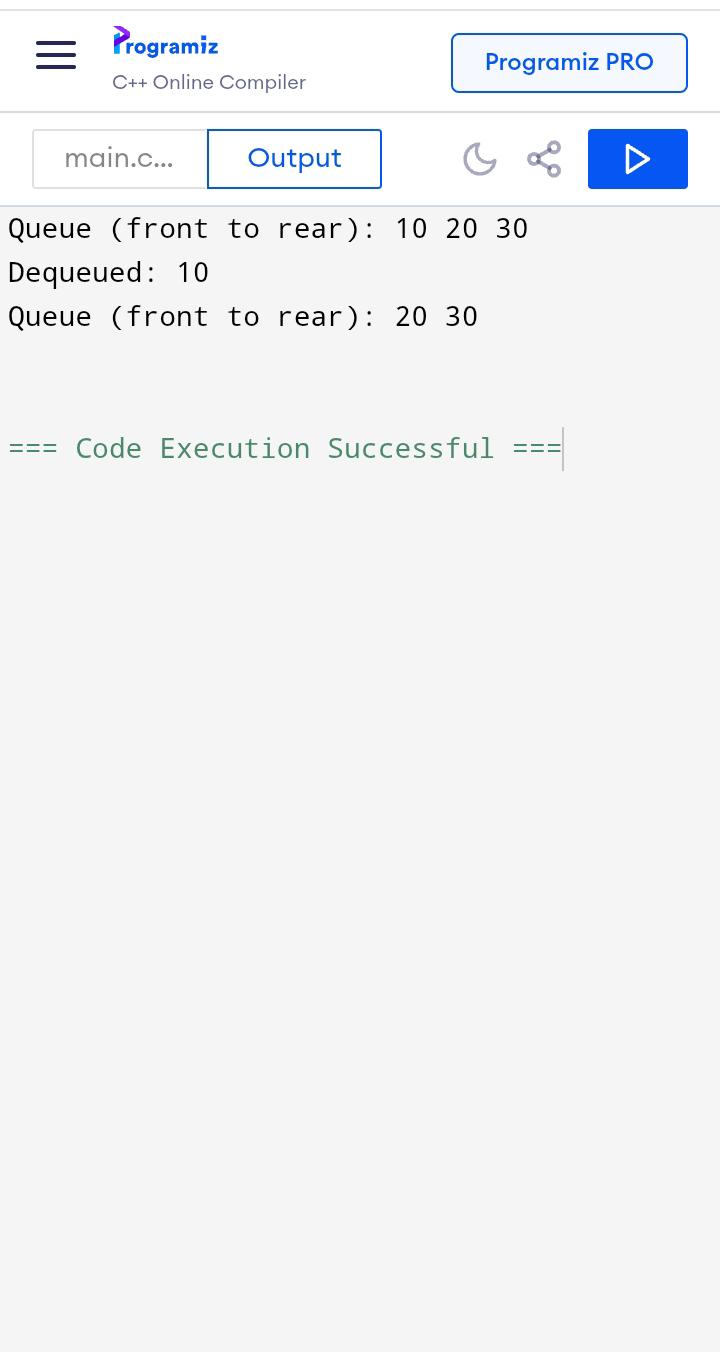 Programiz
C++ Online Compiler
Programiz PRO
main.c...
Output
Queue (front to rear): 10 20 30
Dequeued: 10
Queue (front to rear): 20 30
=== Code Execution Successful ===